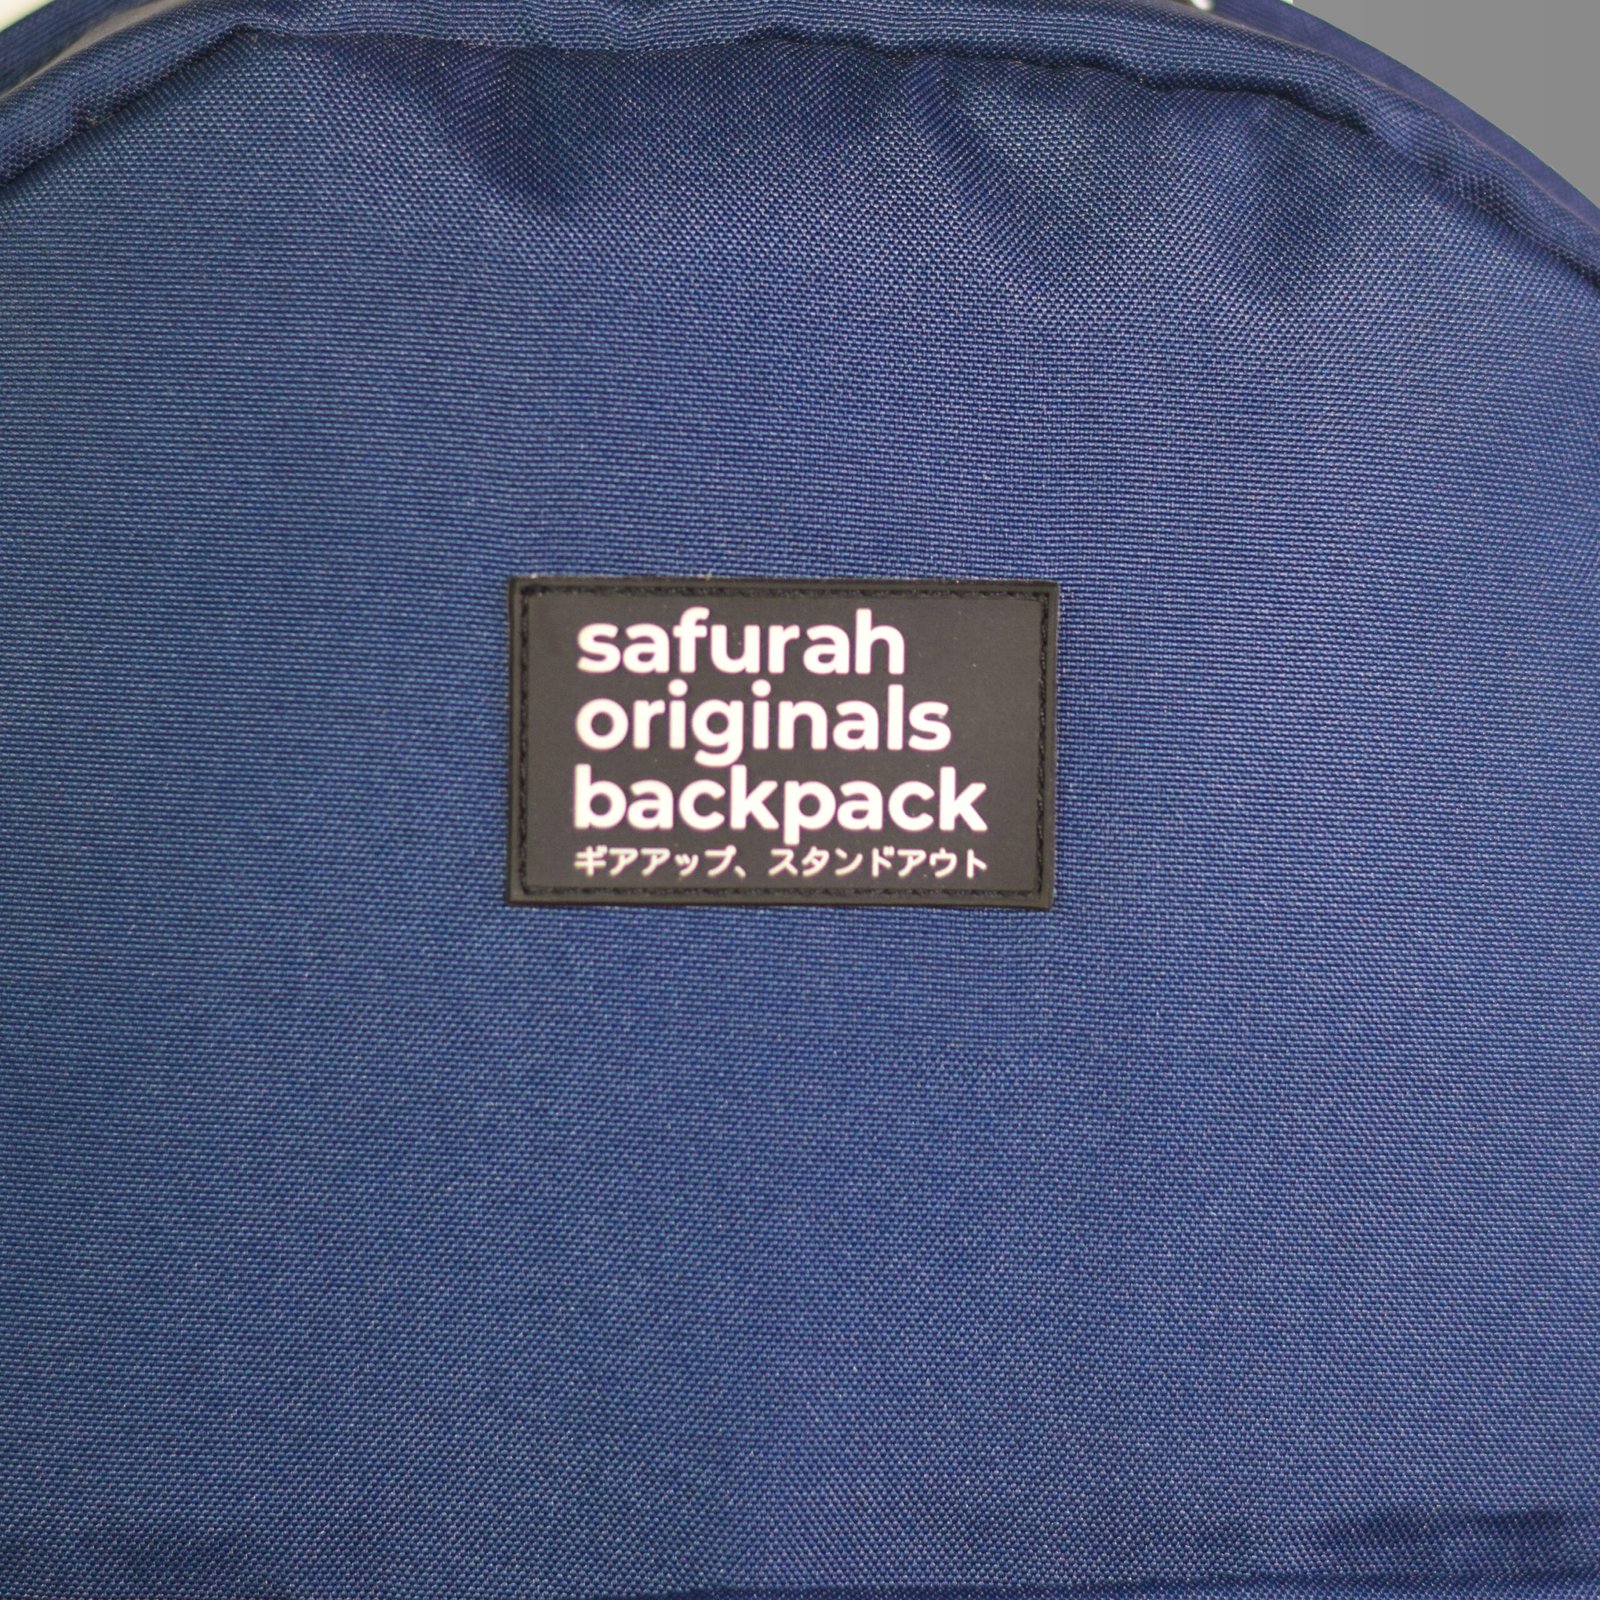 safurah
originals
backpack
ギアアップ、スタンドアウト